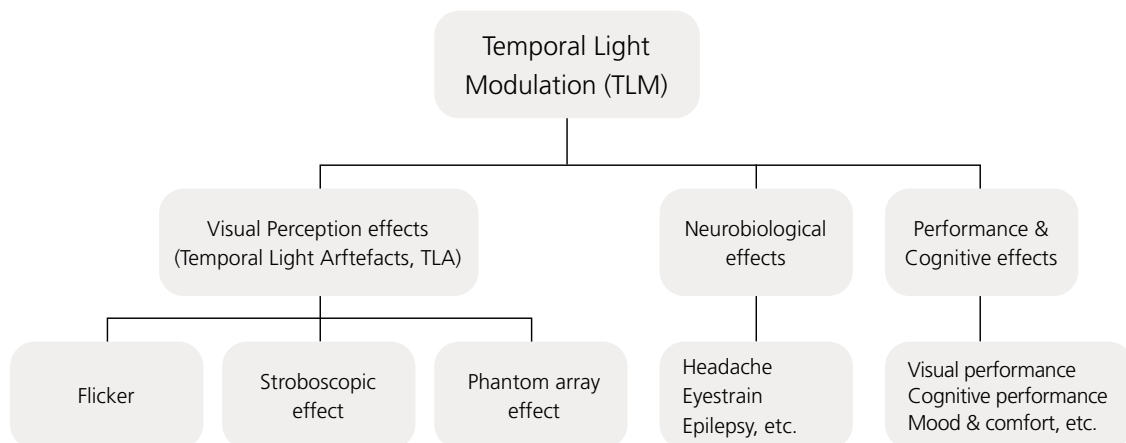 Temporal Light
Modulation (TLM)
Visual Perception effects
(Temporal Light Arftefacts, TLA)
Neurobiological
effects
Performance &
Cognitive effects
Flicker
Stroboscopic
effect
Phantom array
effect
Headache
Eyestrain
Epilepsy, etc.
Visual performance
Cognitive performance
Mood & comfort, etc.